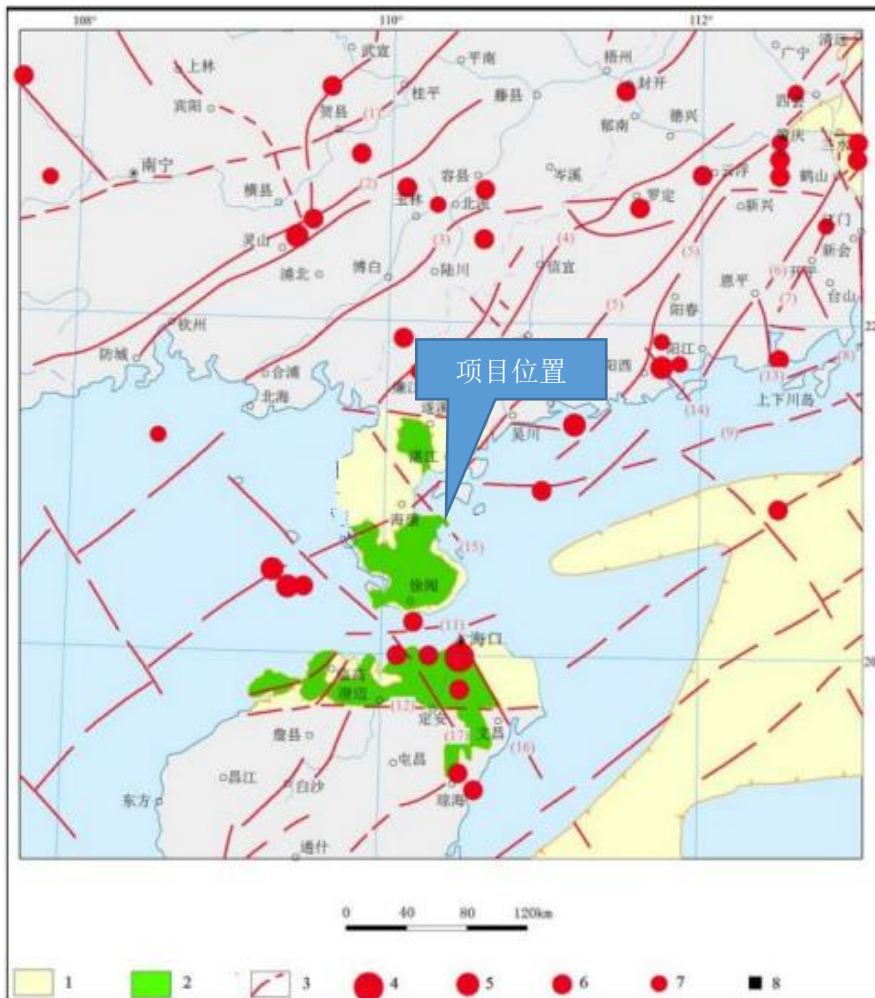 108° 110° 112°
武宣 平南 梧州 广宁 清远
上林 桂平 藤县 封开 四会
宾阳 贵县 (1) 郁南 德兴 肇庆 三水
南宁 (2) 容县 岑溪 云浮 鹤山
横县 玉林 北流 罗定 新兴 江门
灵山 (3) (4) (5) (6) 开平 新会
浦北 博白 陆川 信宜 恩平 (7) 台山
钦州 (5) 阳春 22
防城 合浦 廉江 项目位置 阳西 阳江 (13) (8)
北海 遂溪 吴川 (14) 上下川岛
湛江 (9)
海康
(15)
徐闻
(11)
海口 20
临高
澄迈 (12) 定安 文昌
儋县 (17) (16)
屯昌
昌江 白沙
东方 琼海
通什
0 40 80 120km
1 2 3 4 5 6 7 8